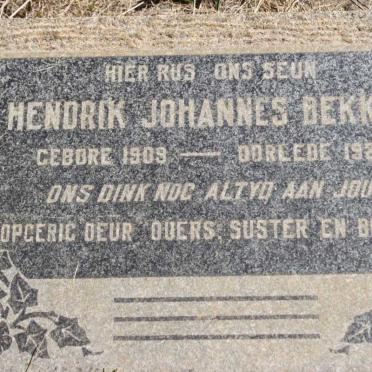 HIER RUS ONS SEUN
HENDRIK JOHANNES BEKK
GEBORE 1909 — OORLEDE 192
ONS DINK NOG ALTYD AAN JOU
OPGERIG DEUR OUERS, SUSTER EN B